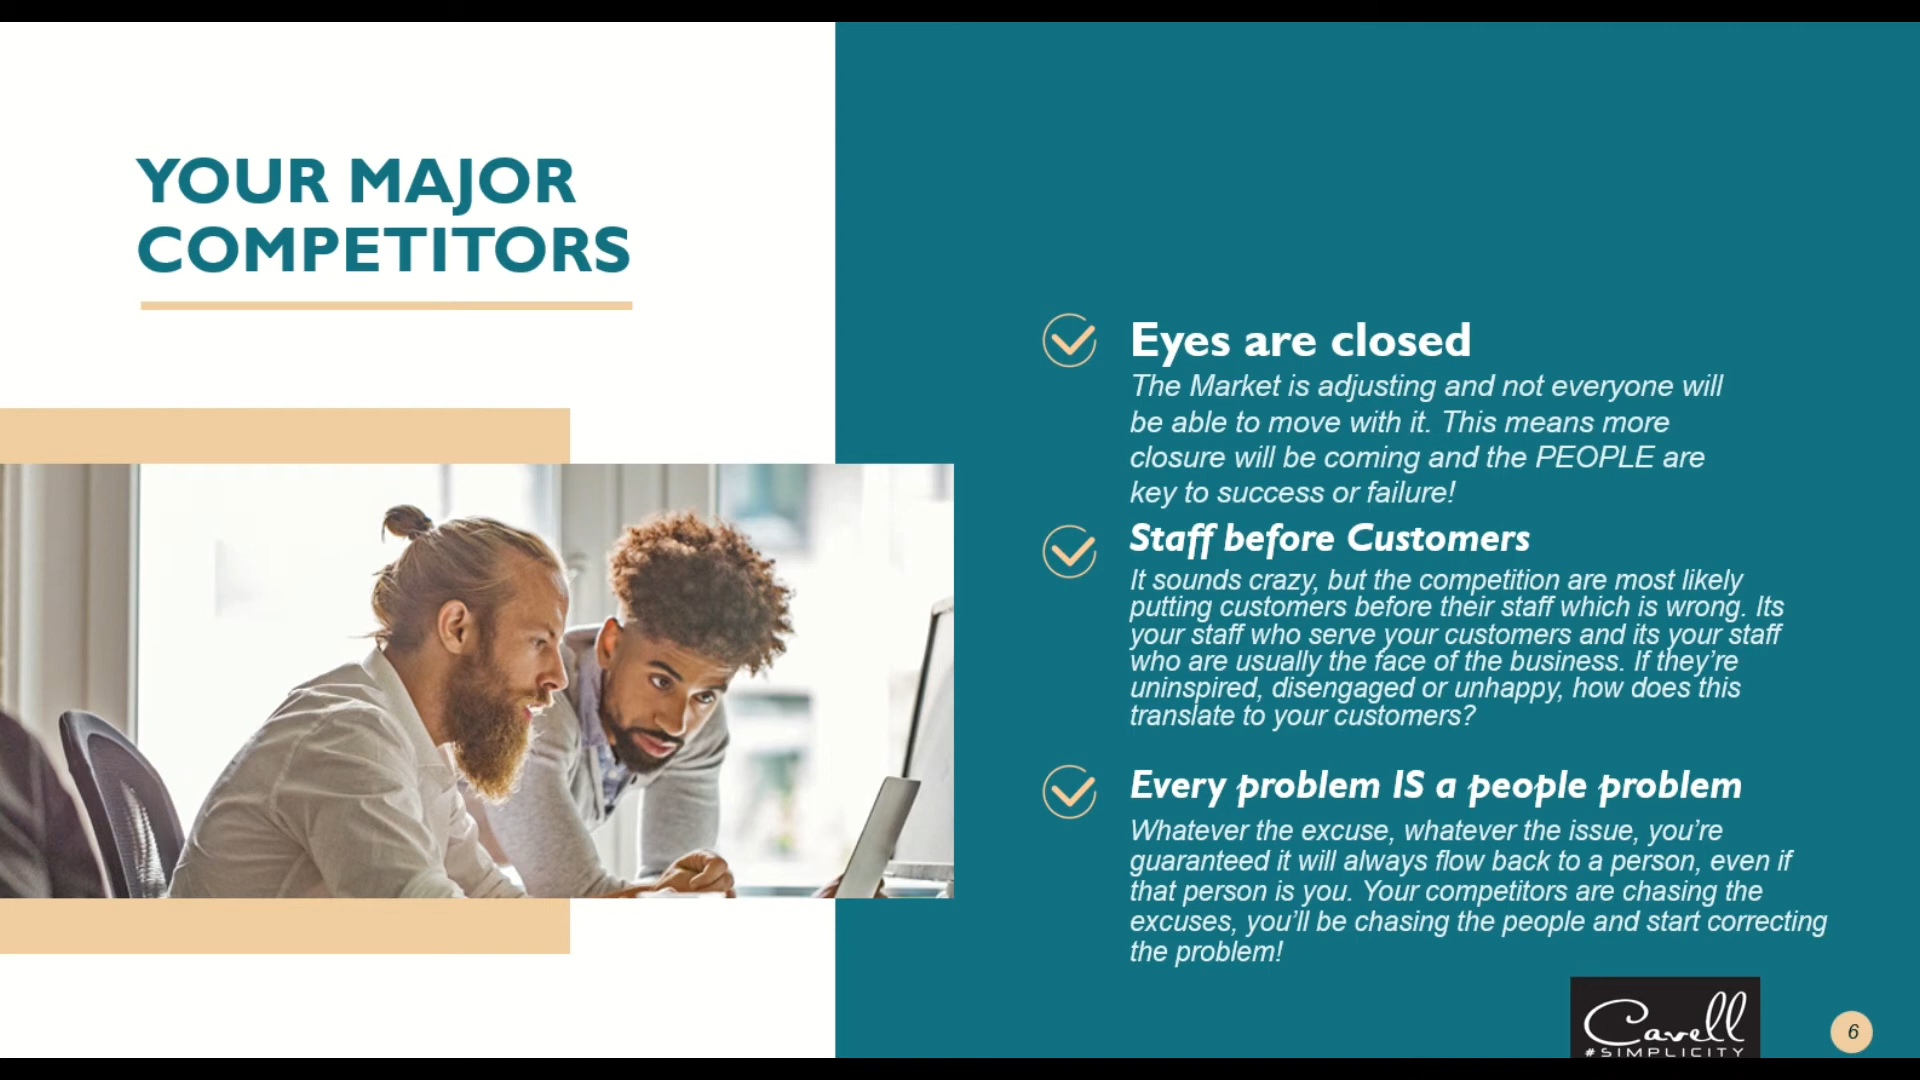 YOUR MAJOR
COMPETITORS
Eyes are closed
The Market is adjusting and not everyone will
be able to move with it. This means more
closure will be coming and the PEOPLE are
key to success or failure!
Staff before Customers
It sounds crazy, but the competition are most likely
putting customers before their staff which is wrong. Its
your staff who serve your customers and its your staff
who are usually the face of the business. If they’re
uninspired, disengaged or unhappy, how does this
translate to your customers?
Every problem IS a people problem
Whatever the excuse, whatever the issue, you’re
guaranteed it will always flow back to a person, even if
that person is you. Your competitors are chasing the
excuses, you’ll be chasing the people and start correcting
the problem!
Cavell
#SIMPLICITY
6